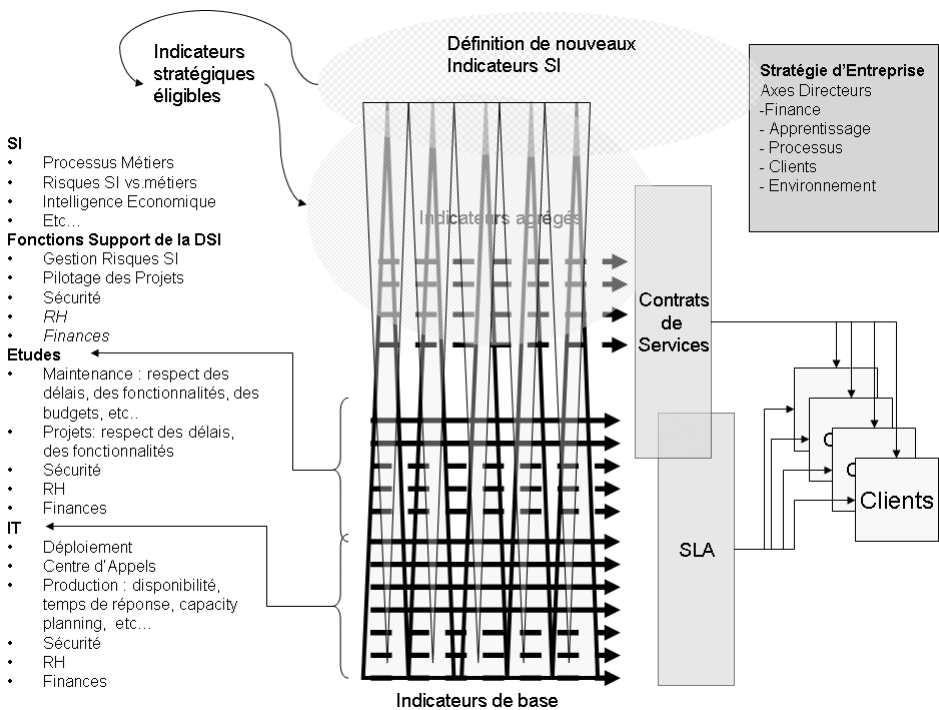 Indicateurs
stratégiques
éligibles
Définition de nouveaux
Indicateurs SI
Stratégie d'Entreprise
Axes Directeurs
-Finance
- Apprentissage
- Processus
- Clients
- Environnement
SI
• Processus Métiers
• Risques SI vs.métiers
• Intelligence Economique
• Etc...
Fonctions Support de la DSI
• Gestion Risques SI
• Pilotage des Projets
• Sécurité
• RH
• Finances
Etudes
• Maintenance : respect des
délais, des fonctionnalités, des
budgets, etc..
• Projets: respect des délais,
des fonctionnalités
• Sécurité
• RH
• Finances
IT
• Déploiement
• Centre d'Appels
• Production : disponibilité,
temps de réponse, capacity
planning, etc...
• Sécurité
• RH
• Finances
Indicateurs agrégés
Contrats
de
Services
SLA
C
C
Clients
Indicateurs de base